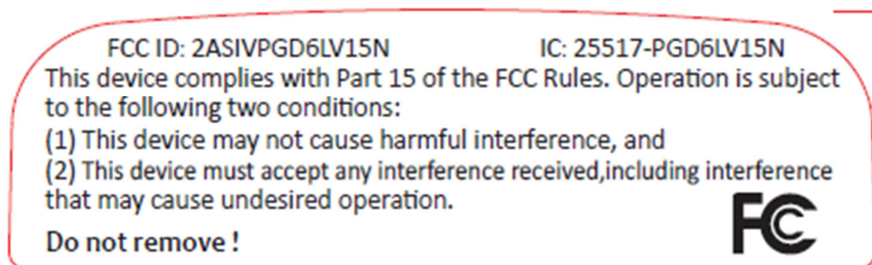 FCC ID: 2ASIVPGD6LV15N IC: 25517-PGD6LV15N
This device complies with Part 15 of the FCC Rules. Operation is subject
to the following two conditions:
(1) This device may not cause harmful interference, and
(2) This device must accept any interference received,including interference
that may cause undesired operation.
Do not remove !
FC